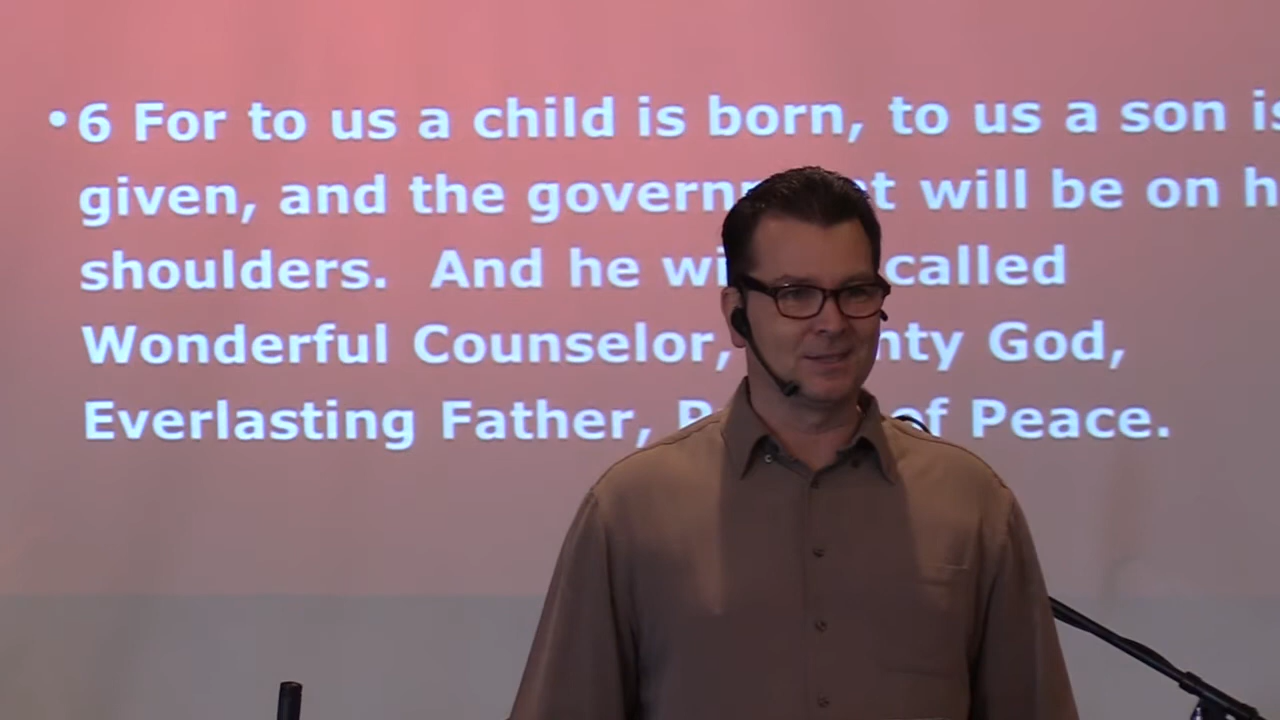 •6 For to us a child is born, to us a son is
given, and the will be on
shoulders. And he called
Wonderful Counselor, God,
Everlasting Father, of Peace.